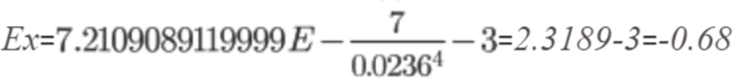 Ex=7.2109089119999E − 7/0.0236⁴ − 3=2.3189-3=-0.68